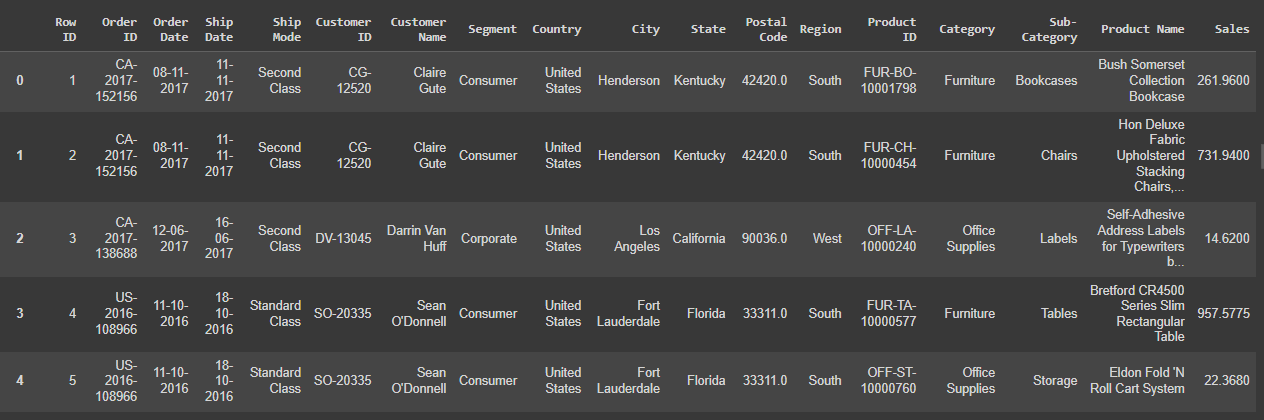 Row ID Order ID Order Date Ship Date Ship Mode Customer ID Customer Name Segment Country City State Postal Code Region Product ID Category Sub-Category Product Name Sales
0 1 CA-2017-152156 08-11-2017 11-11-2017 Second Class CG-12520 Claire Gute Consumer United States Henderson Kentucky 42420.0 South FUR-BO-10001798 Furniture Bookcases Bush Somerset Collection Bookcase 261.9600
1 2 CA-2017-152156 08-11-2017 11-11-2017 Second Class CG-12520 Claire Gute Consumer United States Henderson Kentucky 42420.0 South FUR-CH-10000454 Furniture Chairs Hon Deluxe Fabric Upholstered Stacking Chairs,... 731.9400
2 3 CA-2017-138688 12-06-2017 16-06-2017 Second Class DV-13045 Darrin Van Huff Corporate United States Los Angeles California 90036.0 West OFF-LA-10000240 Office Supplies Labels Self-Adhesive Address Labels for Typewriters b... 14.6200
3 4 US-2016-108966 11-10-2016 18-10-2016 Standard Class SO-20335 Sean O'Donnell Consumer United States Fort Lauderdale Florida 33311.0 South FUR-TA-10000577 Furniture Tables Bretford CR4500 Series Slim Rectangular Table 957.5775
4 5 US-2016-108966 11-10-2016 18-10-2016 Standard Class SO-20335 Sean O'Donnell Consumer United States Fort Lauderdale Florida 33311.0 South OFF-ST-10000760 Office Supplies Storage Eldon Fold 'N Roll Cart System 22.3680